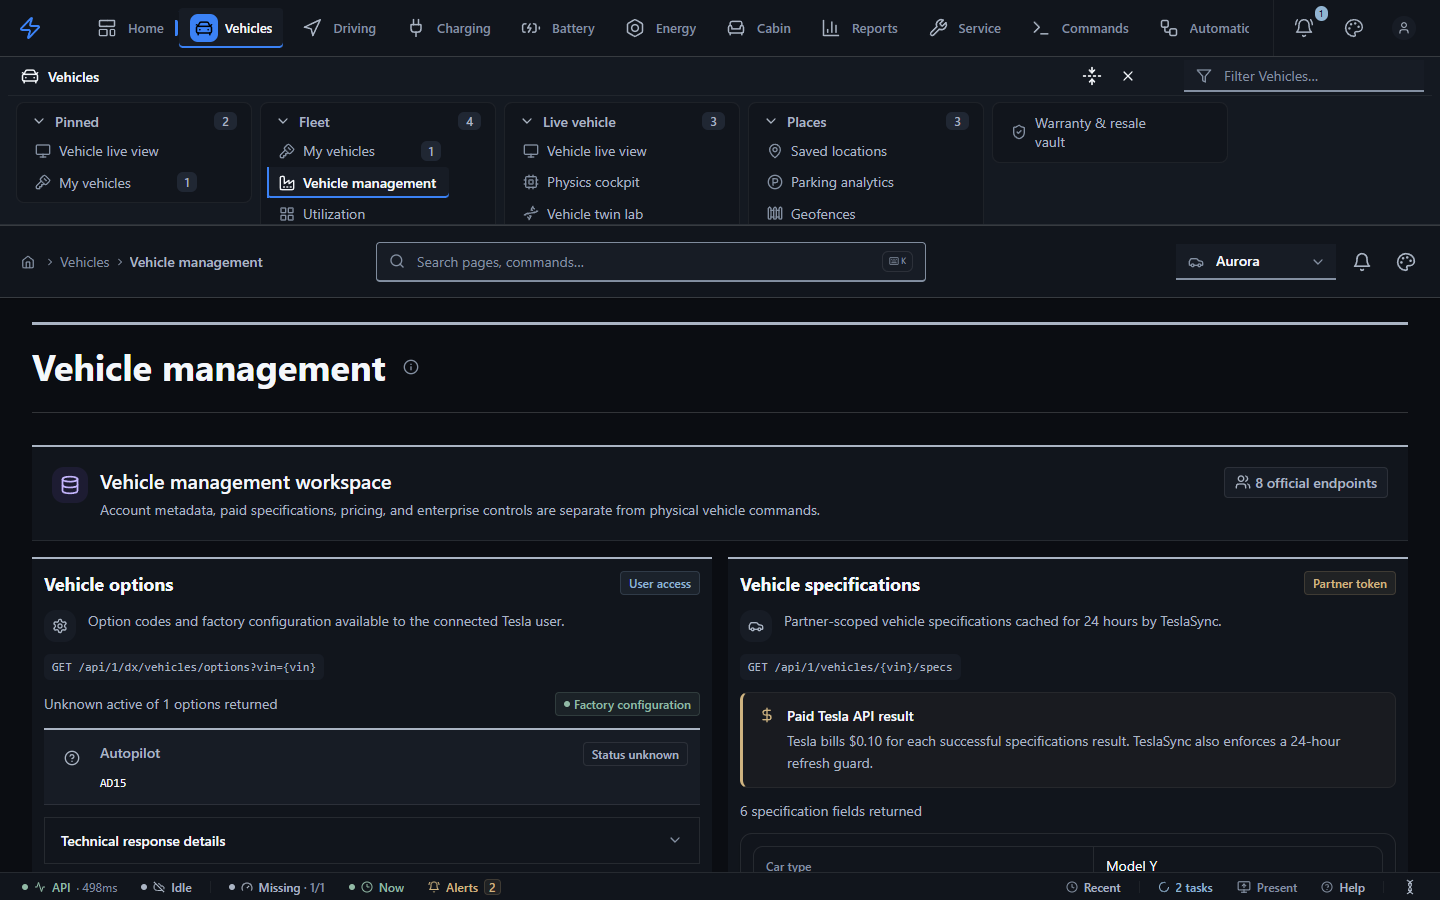 Home
Vehicles
Driving
Charging
Battery
Energy
Cabin
Reports
Service
Commands
Automatic
1
Vehicles
Filter Vehicles...
Pinned 2
Vehicle live view
My vehicles 1
Fleet 4
My vehicles 1
Vehicle management
Utilization
Live vehicle 3
Vehicle live view
Physics cockpit
Vehicle twin lab
Places 3
Saved locations
Parking analytics
Geofences
Warranty & resale
vault
Vehicles > Vehicle management
Search pages, commands... K
Aurora
Vehicle management
Vehicle management workspace
Account metadata, paid specifications, pricing, and enterprise controls are separate from physical vehicle commands.
8 official endpoints
Vehicle options
User access
Option codes and factory configuration available to the connected Tesla user.
GET /api/1/dx/vehicles/options?vin={vin}
Unknown active of 1 options returned
Factory configuration
Autopilot
Status unknown
AD15
Technical response details
Vehicle specifications
Partner token
Partner-scoped vehicle specifications cached for 24 hours by TeslaSync.
GET /api/1/vehicles/{vin}/specs
Paid Tesla API result
Tesla bills $0.10 for each successful specifications result. TeslaSync also enforces a 24-hour
refresh guard.
6 specification fields returned
Car type
Model Y
API · 498ms
Idle
Missing · 1/1
Now
Alerts 2
Recent
2 tasks
Present
Help